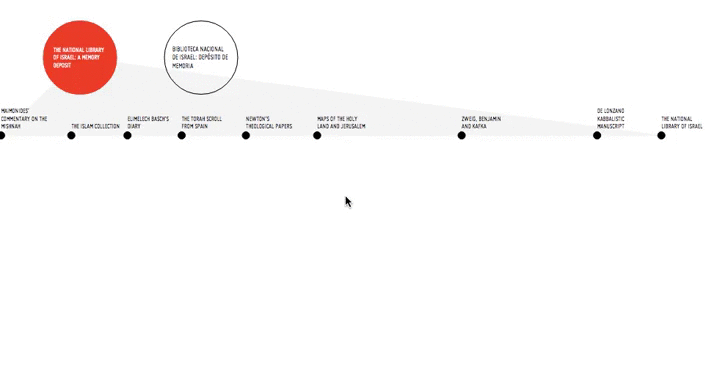 THE NATIONAL LIBRARY
OF ISRAEL: A MEMORY
DEPOSIT
BIBLIOTECA NACIONAL
DE ISRAEL: DEPÓSITO DE
MEMORIA
MAIMONIDES'
COMMENTARY ON THE
MISHNAH
THE ISLAM COLLECTION
ELIMELECH BASCH'S
DIARY
THE TORAH SCROLL
FROM SPAIN
NEWTON'S
THEOLOGICAL PAPERS
MAPS OF THE HOLY
LAND AND JERUSALEM
ZWEIG, BENJAMIN
AND KAFKA
DE LONZANO
KABBALISTIC
MANUSCRIPT
THE NATIONAL
LIBRARY OF ISRAEL